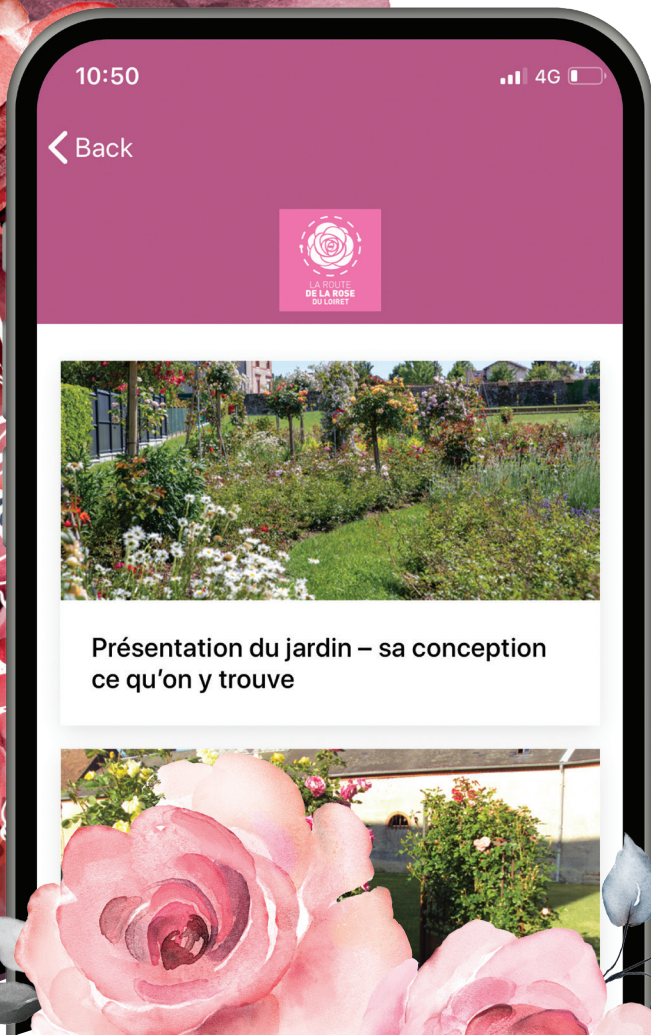 10:50
4G
Back
LA ROUTE
DE LA ROSE
DU LOIRET
Présentation du jardin – sa conception
ce qu'on y trouve